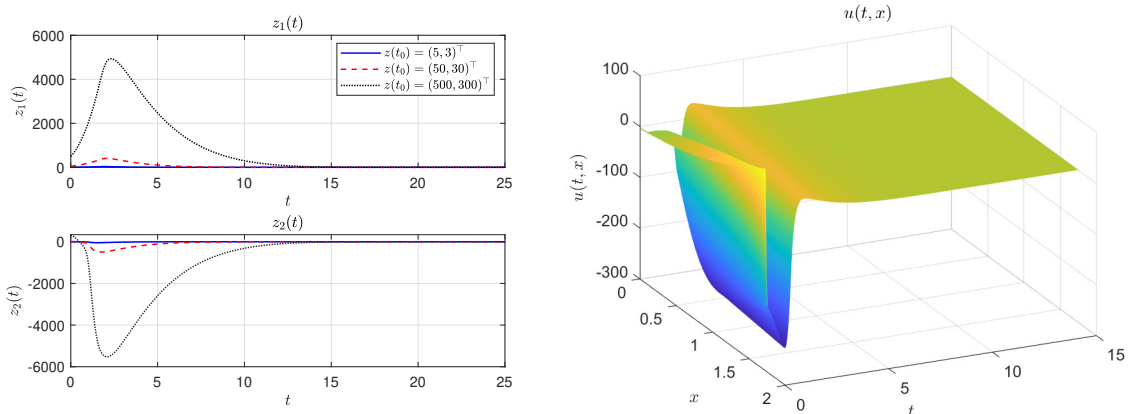 z₁(t)
6000
4000
2000
0
z₁(t)
z(t₀) = (5, 3)^⊤
z(t₀) = (50, 30)^⊤
z(t₀) = (500, 300)^⊤
0 5 10 15 20 25
t
z₂(t)
0
-2000
-4000
-6000
z₂(t)
0 5 10 15 20 25
t
u(t, x)
100
0
-100
-200
-300
u(t, x)
0
0.5
1
1.5
2
x
0
5
10
15
t